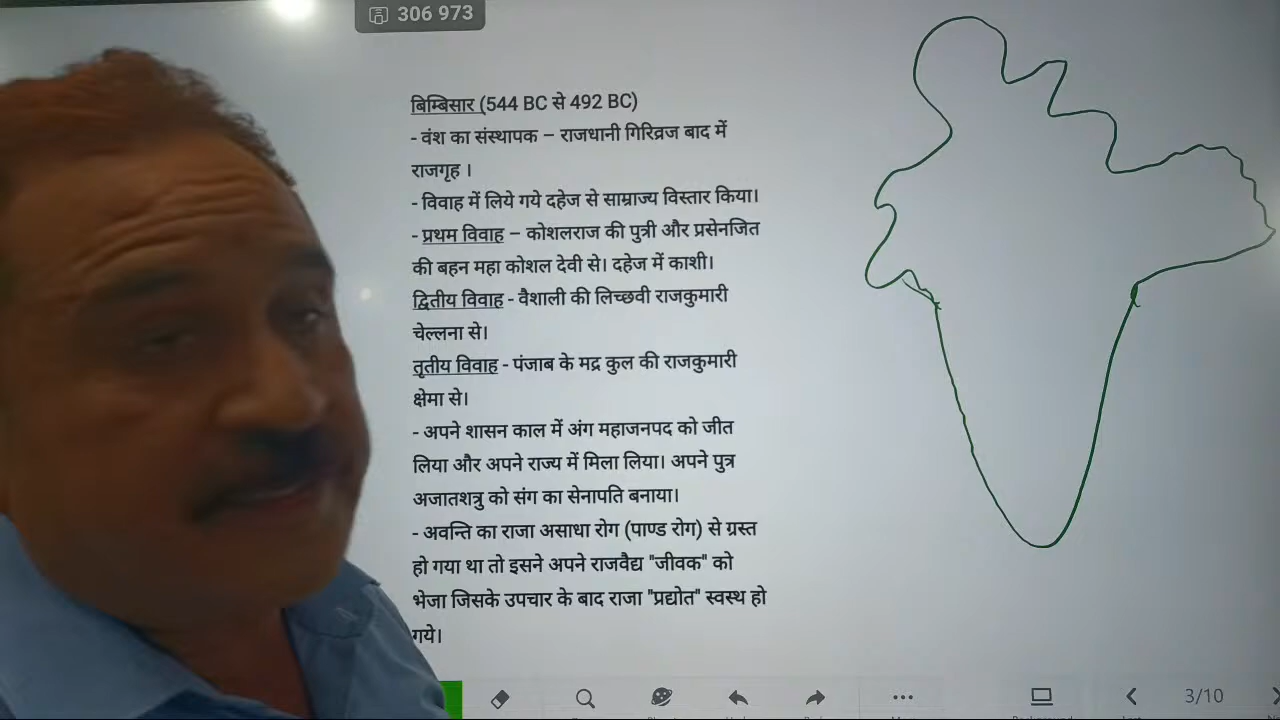 306 973
बिम्बिसार (544 BC से 492 BC)
- वंश का संस्थापक – राजधानी गिरिव्रज बाद में
राजगृह ।
- विवाह में लिये गये दहेज से साम्राज्य विस्तार किया।
- प्रथम विवाह – कोशलराज की पुत्री और प्रसेनजित
की बहन महा कोशल देवी से। दहेज में काशी।
द्वितीय विवाह - वैशाली की लिच्छवी राजकुमारी
चेल्लना से।
तृतीय विवाह - पंजाब के मद्र कुल की राजकुमारी
क्षेमा से।
- अपने शासन काल में अंग महाजनपद को जीत
लिया और अपने राज्य में मिला लिया। अपने पुत्र
अजातशत्रु को संग का सेनापति बनाया।
- अवन्ति का राजा असाधा रोग (पाण्ड रोग) से ग्रस्त
हो गया था तो इसने अपने राजवैद्य "जीवक" को
भेजा जिसके उपचार के बाद राजा "प्रद्योत" स्वस्थ हो
गये।
3/10